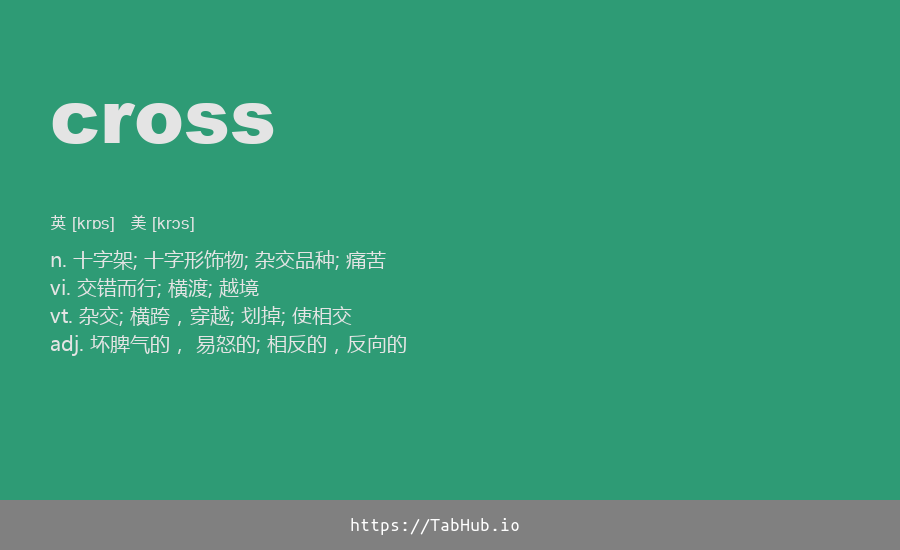 cross
英 [krɒs] 美 [krɔs]
n. 十字架; 十字形饰物; 杂交品种; 痛苦
vi. 交错而行; 横渡; 越境
vt. 杂交; 横跨，穿越; 划掉; 使相交
adj. 坏脾气的， 易怒的; 相反的，反向的
https://TabHub.io